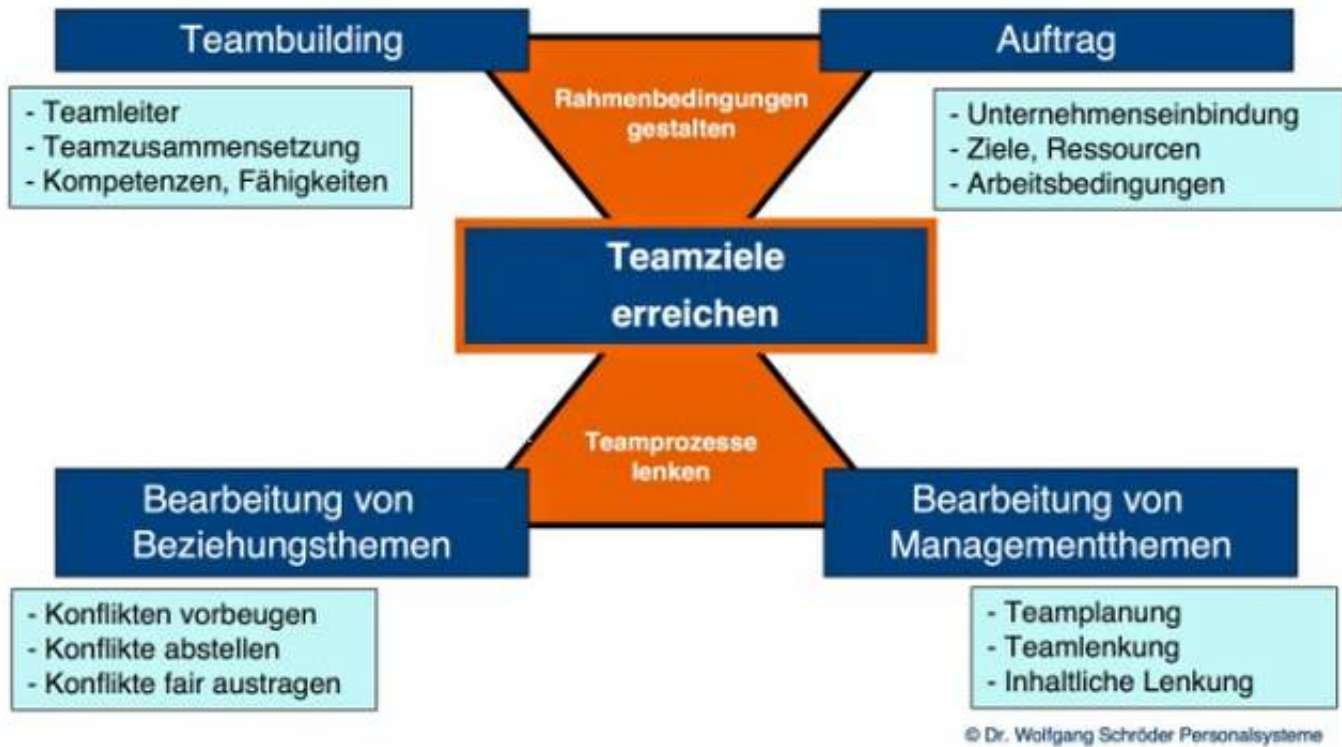 Teambuilding
Auftrag
- Teamleiter
- Teamzusammensetzung
- Kompetenzen, Fähigkeiten
Rahmenbedingungen
gestalten
- Unternehmenseinbindung
- Ziele, Ressourcen
- Arbeitsbedingungen
Teamziele
erreichen
Teamprozesse
lenken
Bearbeitung von
Beziehungsthemen
Bearbeitung von
Managementthemen
- Konflikten vorbeugen
- Konflikte abstellen
- Konflikte fair austragen
- Teamplanung
- Teamlenkung
- Inhaltliche Lenkung
© Dr. Wolfgang Schröder Personalsysteme